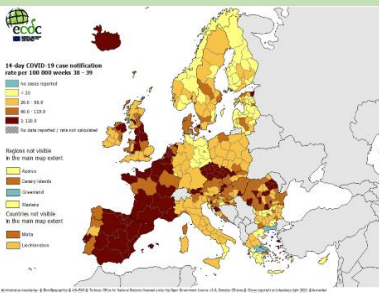 ecdc
14-day COVID-19 case notification
rate per 100 000 weeks 38 - 39
No cases reported
< 20
20.0 - 59.9
60.0 - 119.9
≥ 120.0
No data reported / rate not calculated
Regions not visible
in the main map extent
Azores
Canary Islands
Greenland
Madeira
Countries not visible
in the main map extent
Malta
Liechtenstein